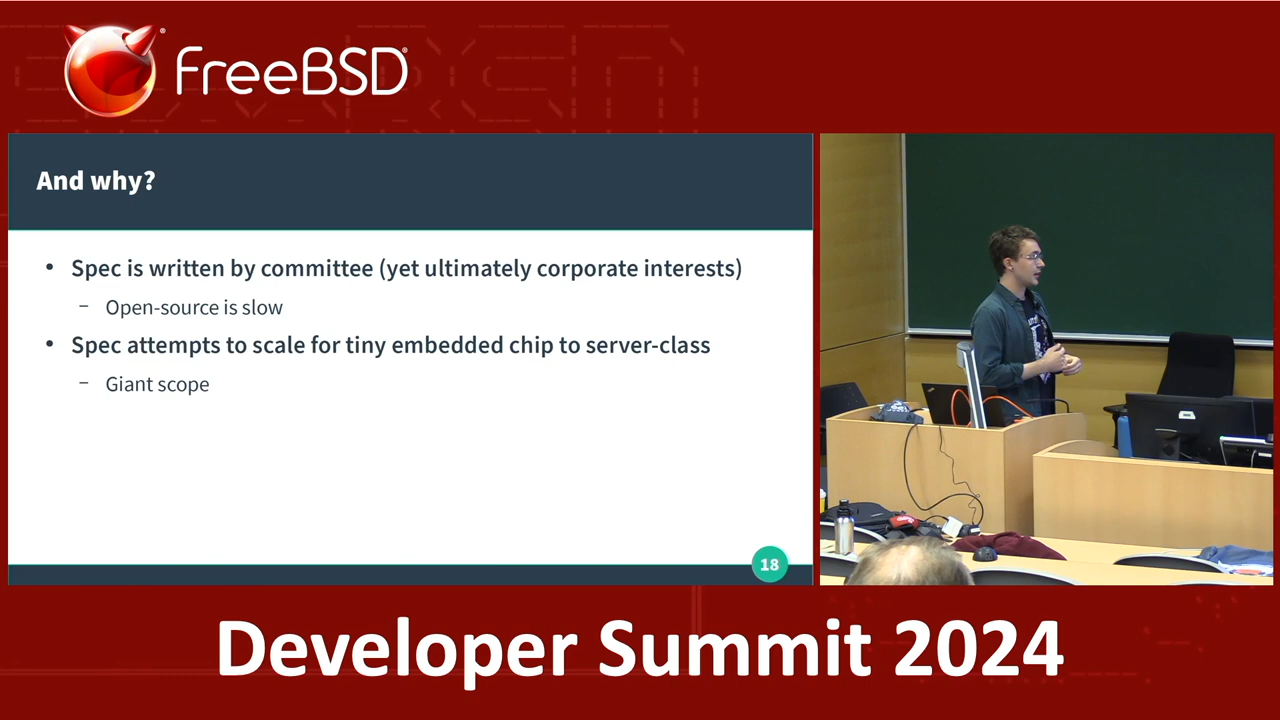 FreeBSD
And why?
• Spec is written by committee (yet ultimately corporate interests)
– Open-source is slow
• Spec attempts to scale for tiny embedded chip to server-class
– Giant scope
18
Developer Summit 2024